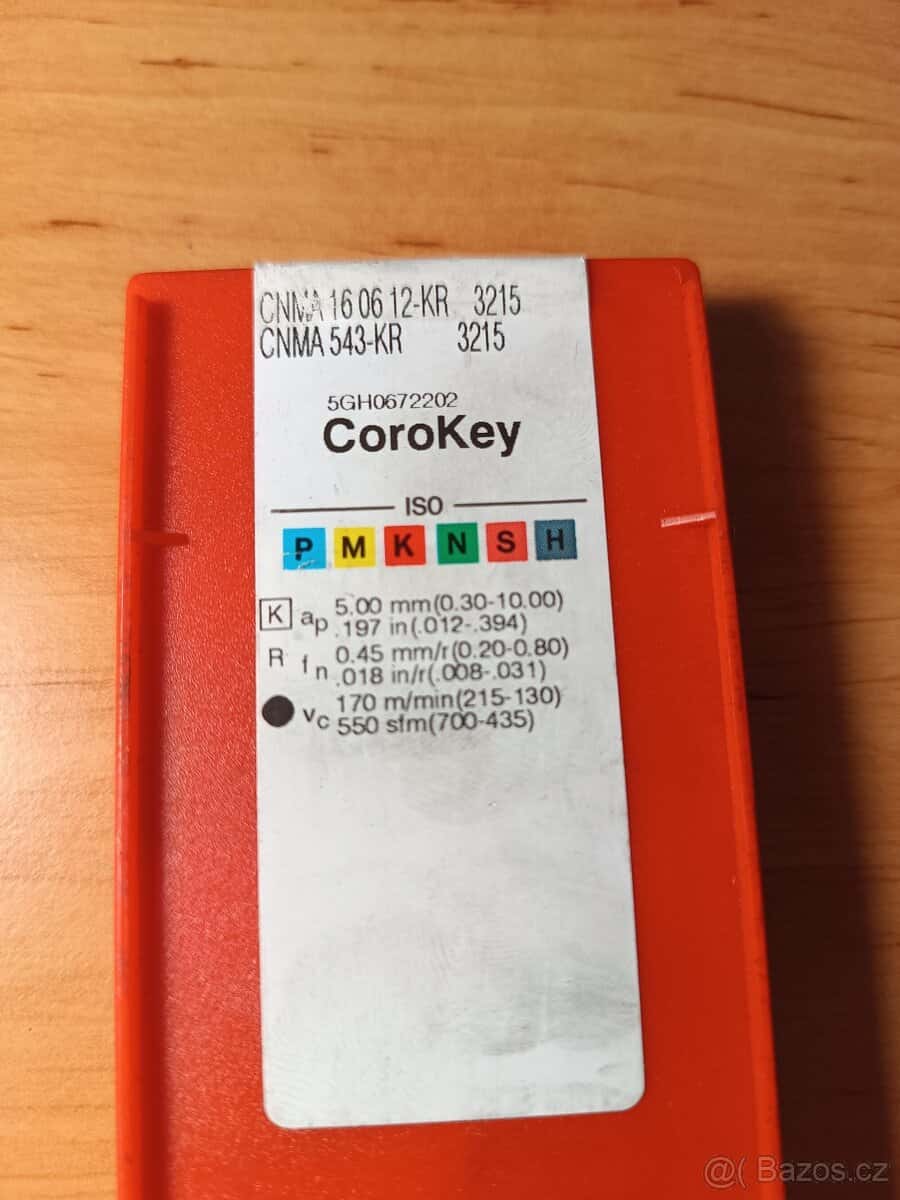 CNMA 16 06 12-KR 3215
CNMA 543-KR 3215
5GH0672202
CoroKey
ISO
P M K N S H
K ap 5.00 mm(0.30-10.00)
.197 in(.012-.394)
R fn 0.45 mm/r(0.20-0.80)
.018 in/r(.008-.031)
vc 170 m/min(215-130)
550 sfm(700-435)
@( Bazos.cz